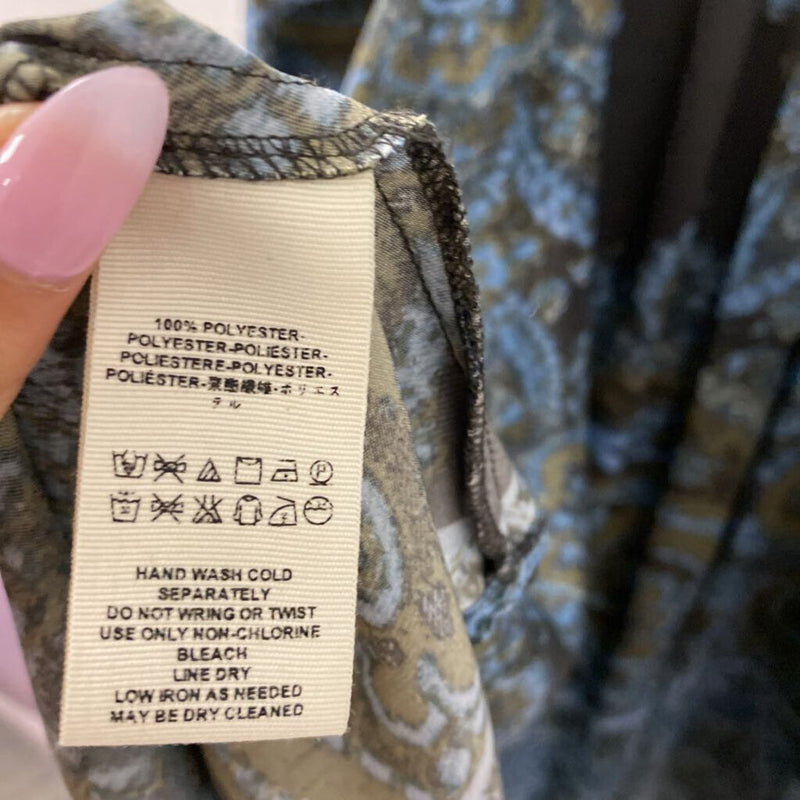 100% POLYESTER-
POLYESTER-POLIESTER-
POLIESTERE-POLYESTER-
POLIÉSTER-聚酯纖維-ポリエス
テル
HAND WASH COLD
SEPARATELY
DO NOT WRING OR TWIST
USE ONLY NON-CHLORINE
BLEACH
LINE DRY
LOW IRON AS NEEDED
MAY BE DRY CLEANED